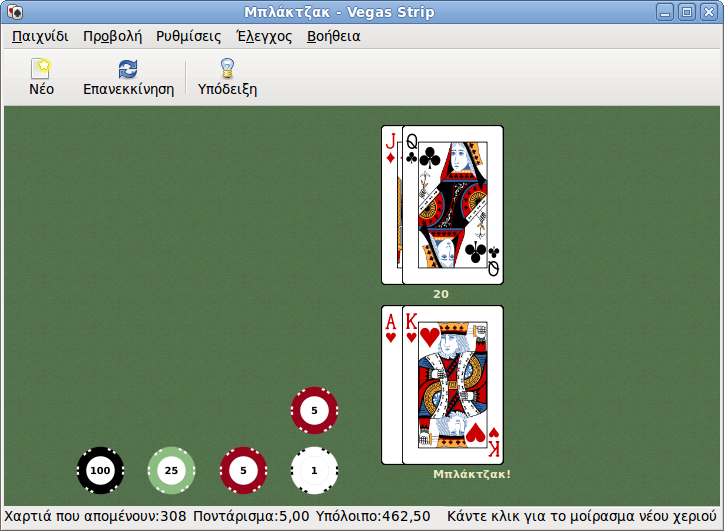 Μπλάκτζακ - Vegas Strip
Παιχνίδι Προβολή Ρυθμίσεις Έλεγχος Βοήθεια
Νέο Επανεκκίνηση Υπόδειξη
J Q
Q
20
A K
K
Μπλάκτζακ!
5
100 25 5 1
Χαρτιά που απομένουν:308 Ποντάρισμα:5,00 Υπόλοιπο:462,50 Κάντε κλικ για το μοίρασμα νέου χεριού